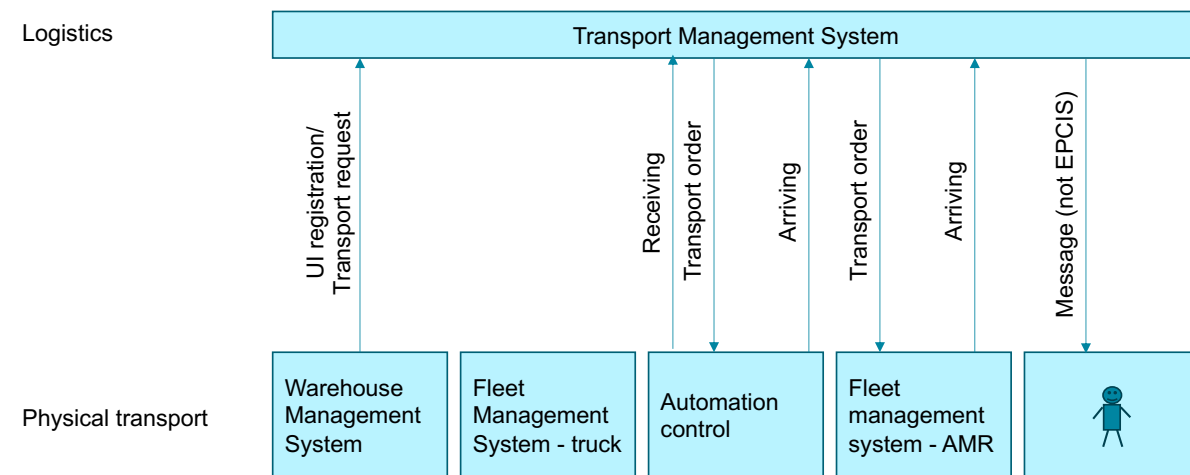 Logistics
Transport Management System
UI registration/
Transport request
Receiving
Transport order
Arriving
Transport order
Arriving
Message (not EPCIS)
Physical transport
Warehouse
Management
System
Fleet
Management
System - truck
Automation
control
Fleet
management
system - AMR